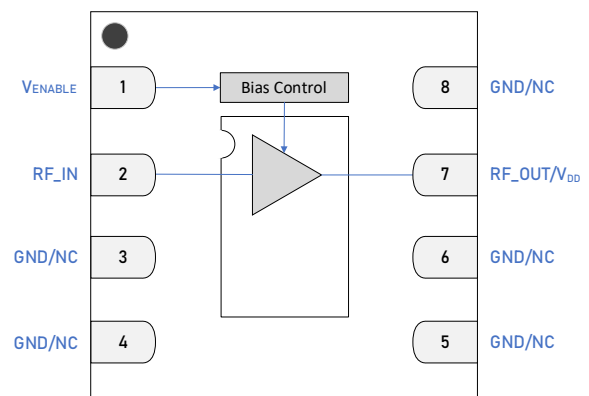 VENABLE 1 Bias Control 8 GND/NC
RF_IN 2 7 RF_OUT/VDD
GND/NC 3 6 GND/NC
GND/NC 4 5 GND/NC